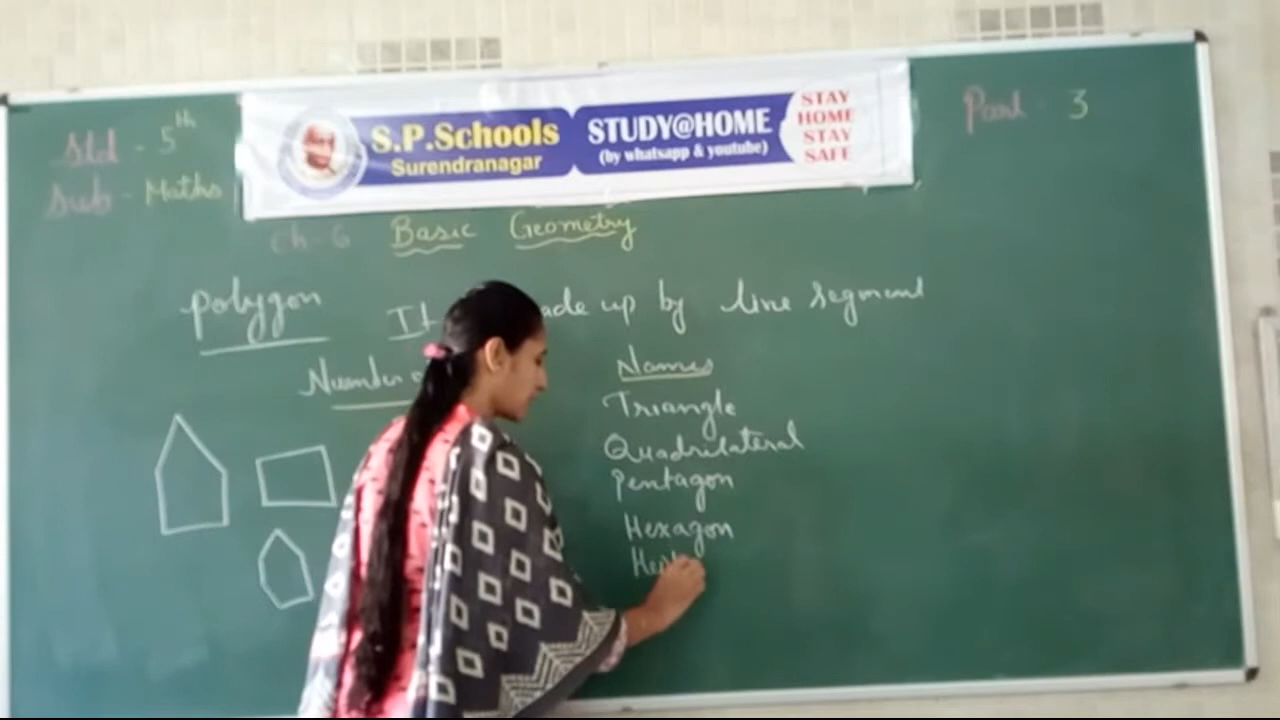 Std - 5th
Sub - Maths
S.P.Schools
Surendranagar
STUDY@HOME
(by whatsapp & youtube)
STAY
HOME
STAY
SAFE
Part - 3
Ch-6 Basic Geometry
Polygon It up by line segment
Number Names
Triangle
Quadrilateral
Pentagon
Hexagon